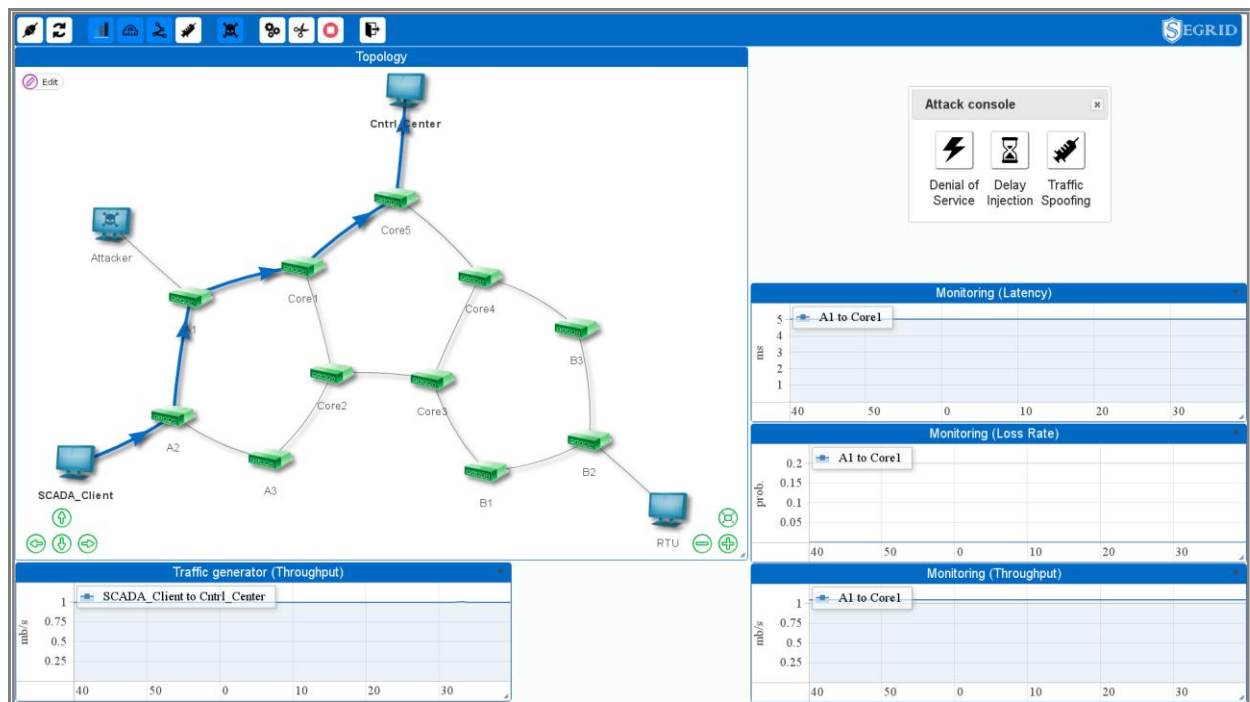 SEGRID
Topology
Edit
Cntrl_Center
Attacker
Core5
Core1
Core4
A1
B3
Core2
Core3
A2
A3
B2
B1
SCADA_Client
RTU
Attack console
Denial of Service
Delay Injection
Traffic Spoofing
Monitoring (Latency)
A1 to Core1
ms
5
4
3
2
1
40 50 0 10 20 30
Monitoring (Loss Rate)
A1 to Core1
prob.
0.2
0.15
0.1
0.05
40 50 0 10 20 30
Traffic generator (Throughput)
SCADA_Client to Cntrl_Center
mb/s
1
0.75
0.5
0.25
40 50 0 10 20 30
Monitoring (Throughput)
A1 to Core1
mb/s
1
0.75
0.5
0.25
40 50 0 10 20 30